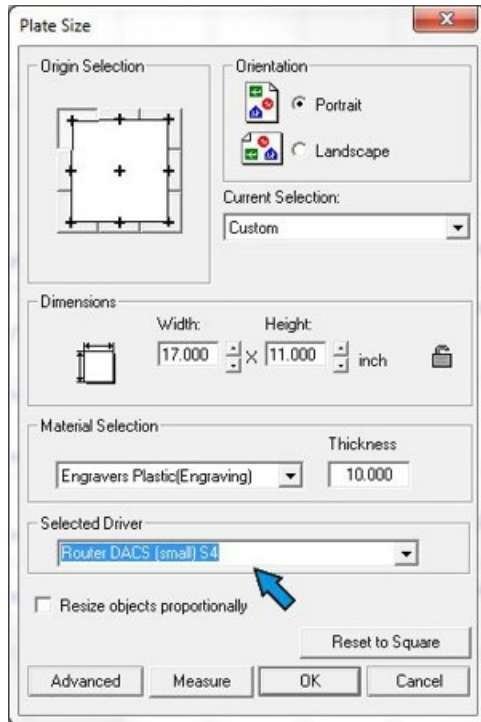 Plate Size
Origin Selection
Orientation
Portrait
Landscape
Current Selection:
Custom
Dimensions
Width:
Height:
17.000 X 11.000 inch
Material Selection
Thickness
Engravers Plastic(Engraving)
10.000
Selected Driver
Router DACS (small) S4
Resize objects proportionally
Reset to Square
Advanced
Measure
OK
Cancel